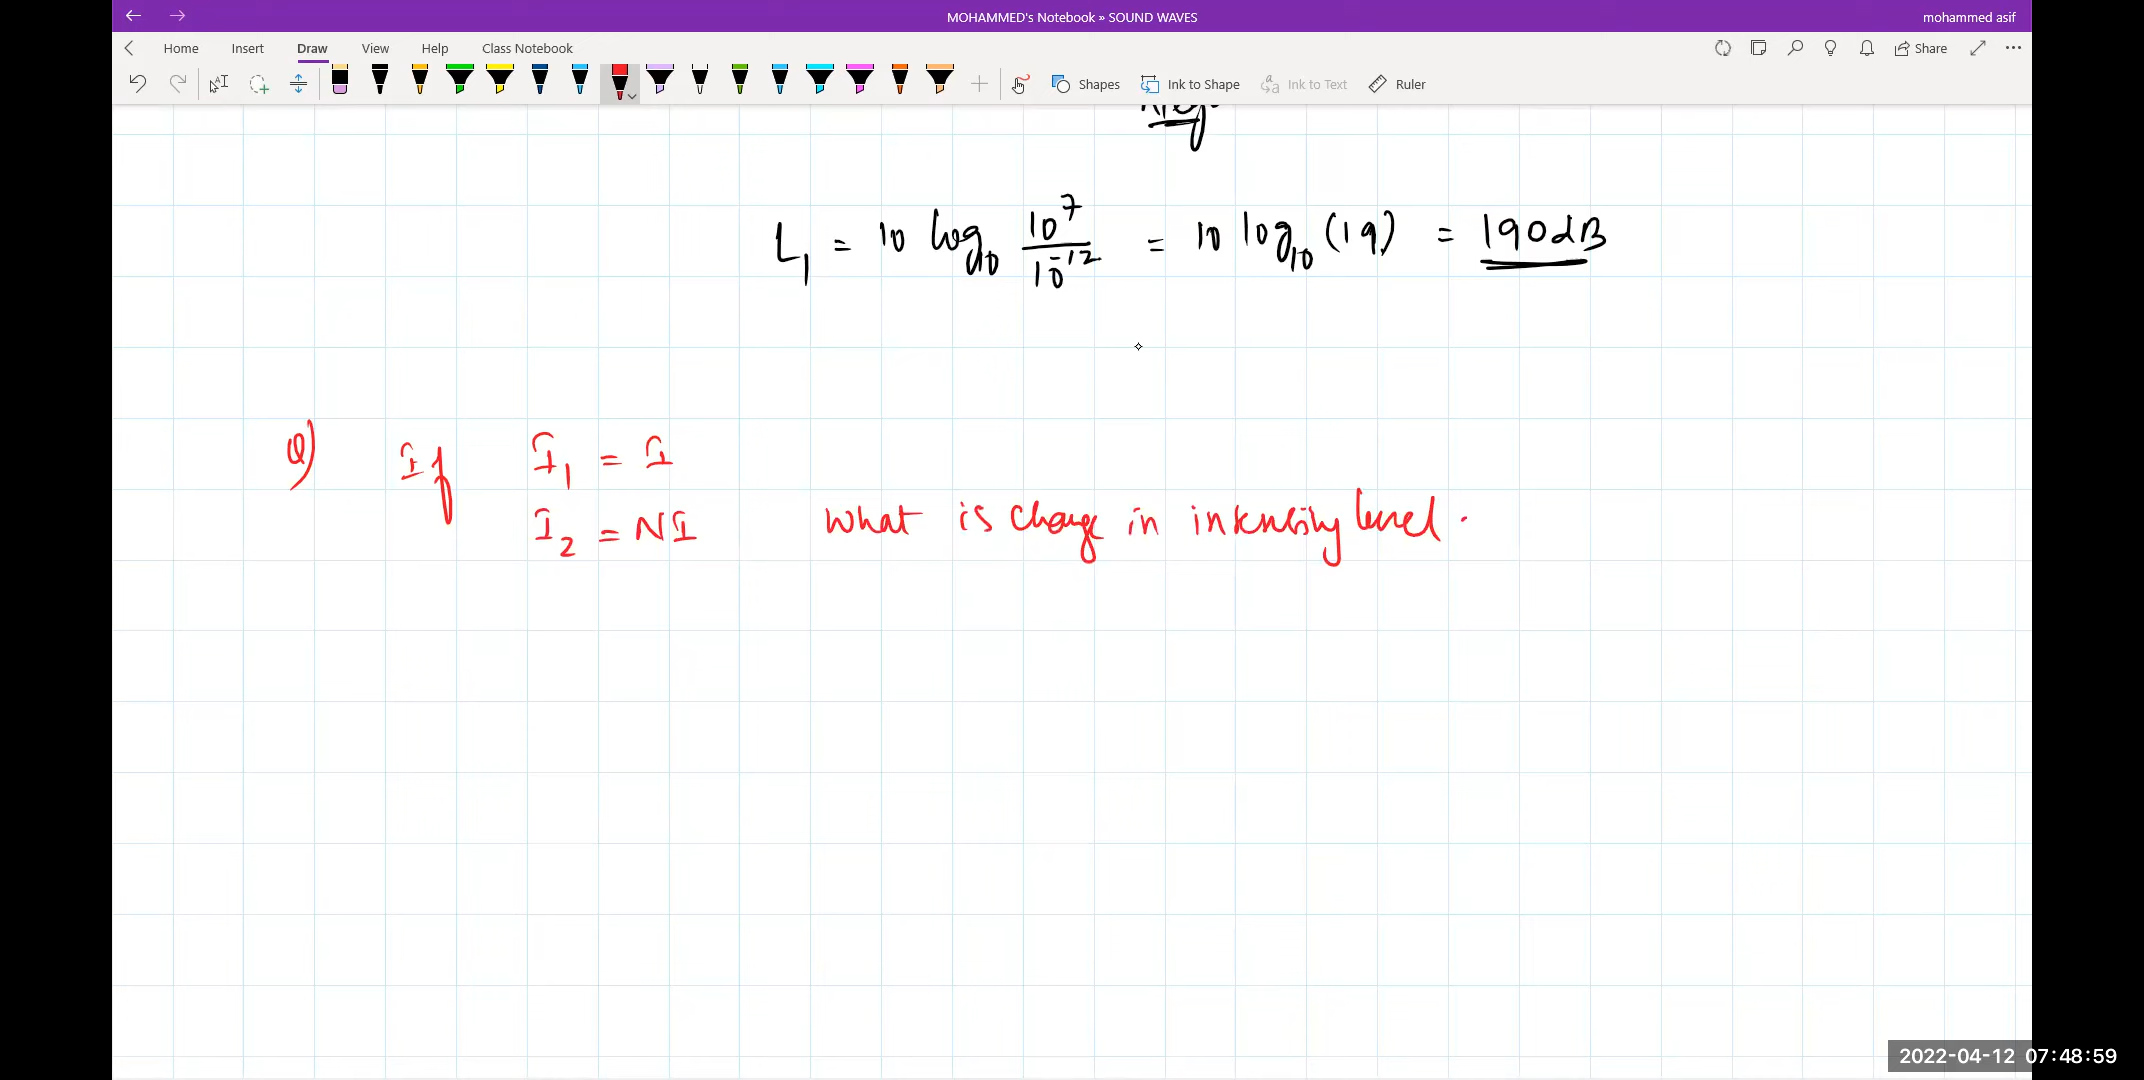 MOHAMMED's Notebook » SOUND WAVES
mohammed asif
Home Insert Draw View Help Class Notebook
Share
Shapes Ink to Shape Ink to Text Ruler
L₁ = 10 log₁₀ 10⁷/10⁻¹² = 10 log₁₀ (19) = 190dB
Q) If I₁ = I
I₂ = NI What is change in intensity level.
2022-04-12 07:48:59